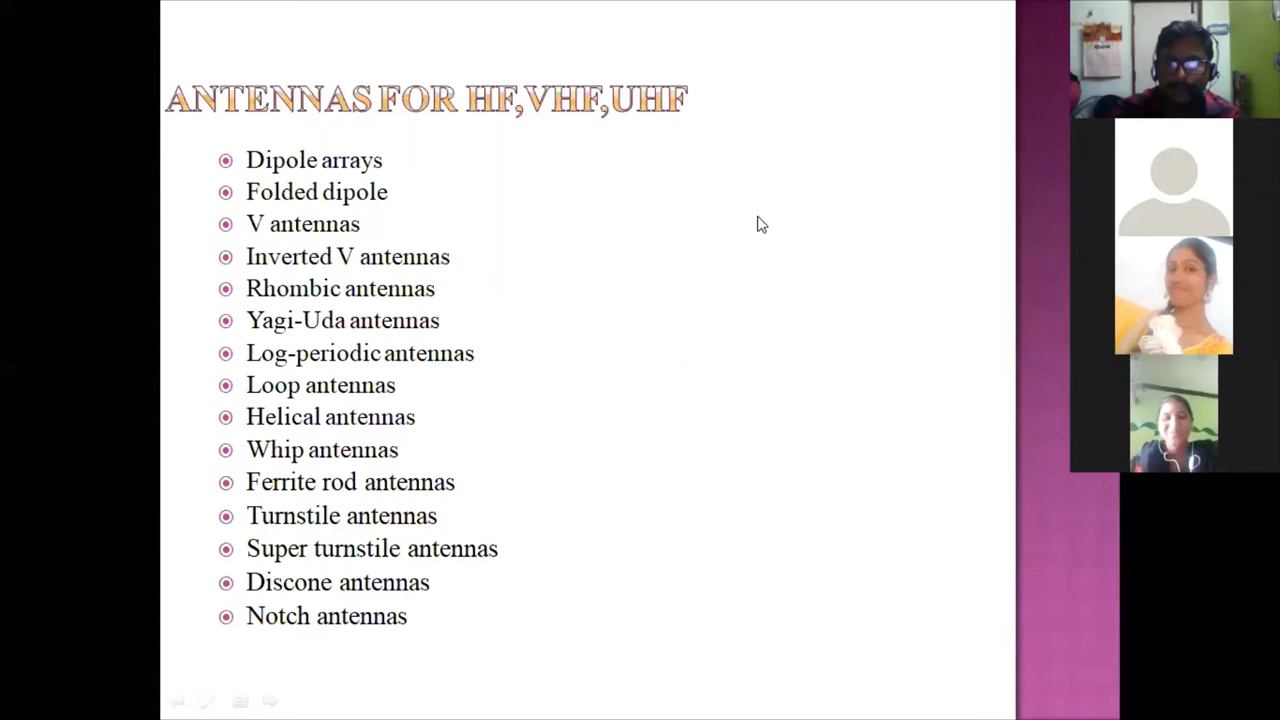 ANTENNAS FOR HF,VHF,UHF
Dipole arrays
Folded dipole
V antennas
Inverted V antennas
Rhombic antennas
Yagi-Uda antennas
Log-periodic antennas
Loop antennas
Helical antennas
Whip antennas
Ferrite rod antennas
Turnstile antennas
Super turnstile antennas
Discone antennas
Notch antennas